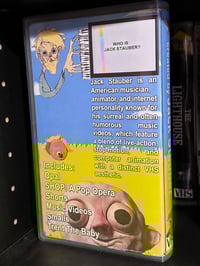 WHO IS
JACK STAUBER?
Jack Stauber is an
American musician,
animator, and internet
personality known for
his surreal and often
humorous music
videos, which feature
a blend of live-action,
computer animation
with a distinct VHS
aesthetic.
Includes:
Opal
SHOP: A Pop Opera
Shorts
Music Videos
Smalls
Tent The Baby
THE
LIGHTHOUSE
VHS